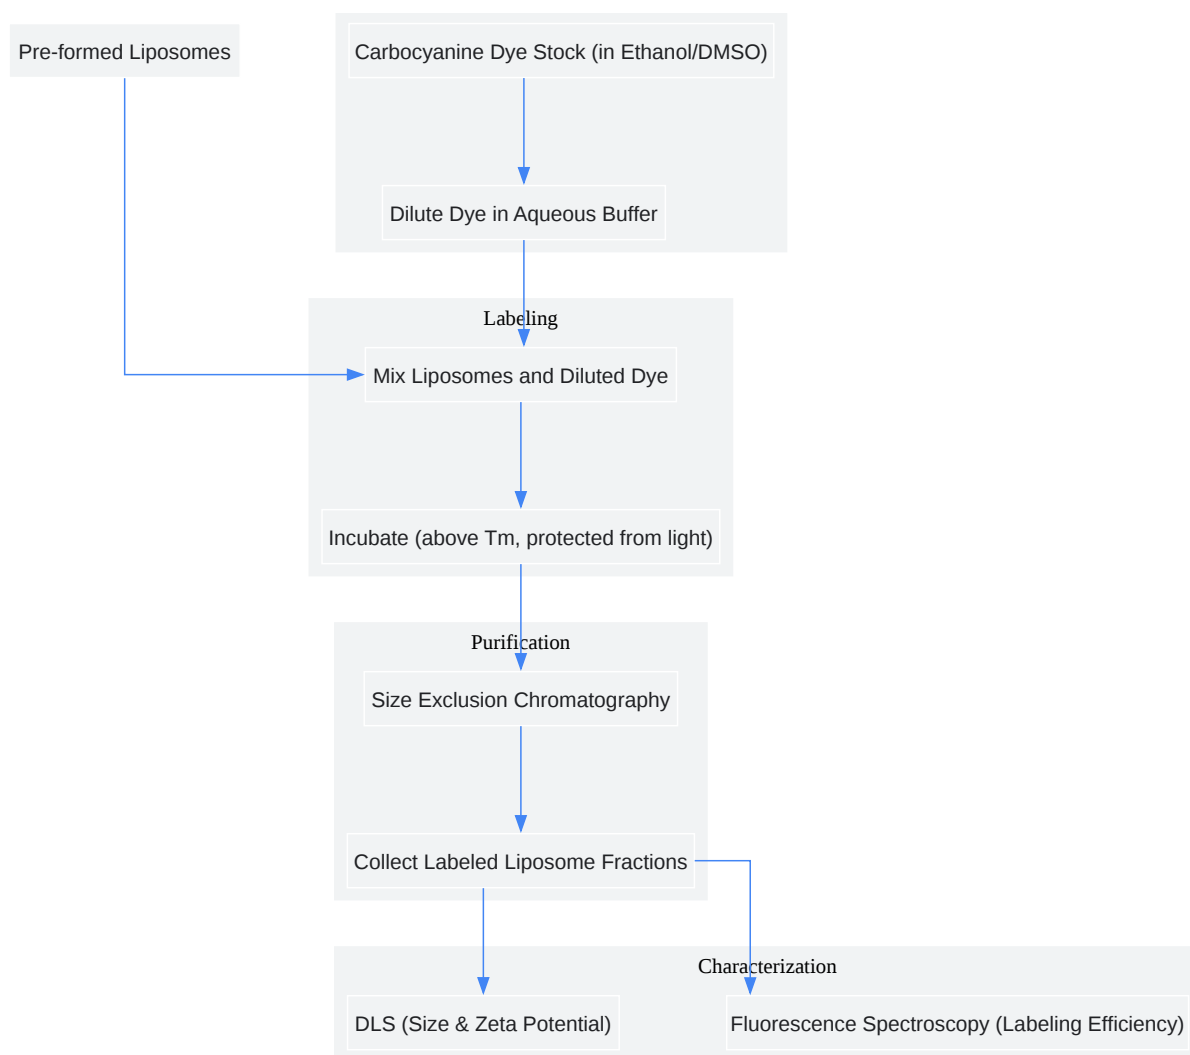 Pre-formed Liposomes
Carbocyanine Dye Stock (in Ethanol/DMSO)
Dilute Dye in Aqueous Buffer
Labeling
Mix Liposomes and Diluted Dye
Incubate (above Tm, protected from light)
Purification
Size Exclusion Chromatography
Collect Labeled Liposome Fractions
Characterization
DLS (Size & Zeta Potential)
Fluorescence Spectroscopy (Labeling Efficiency)